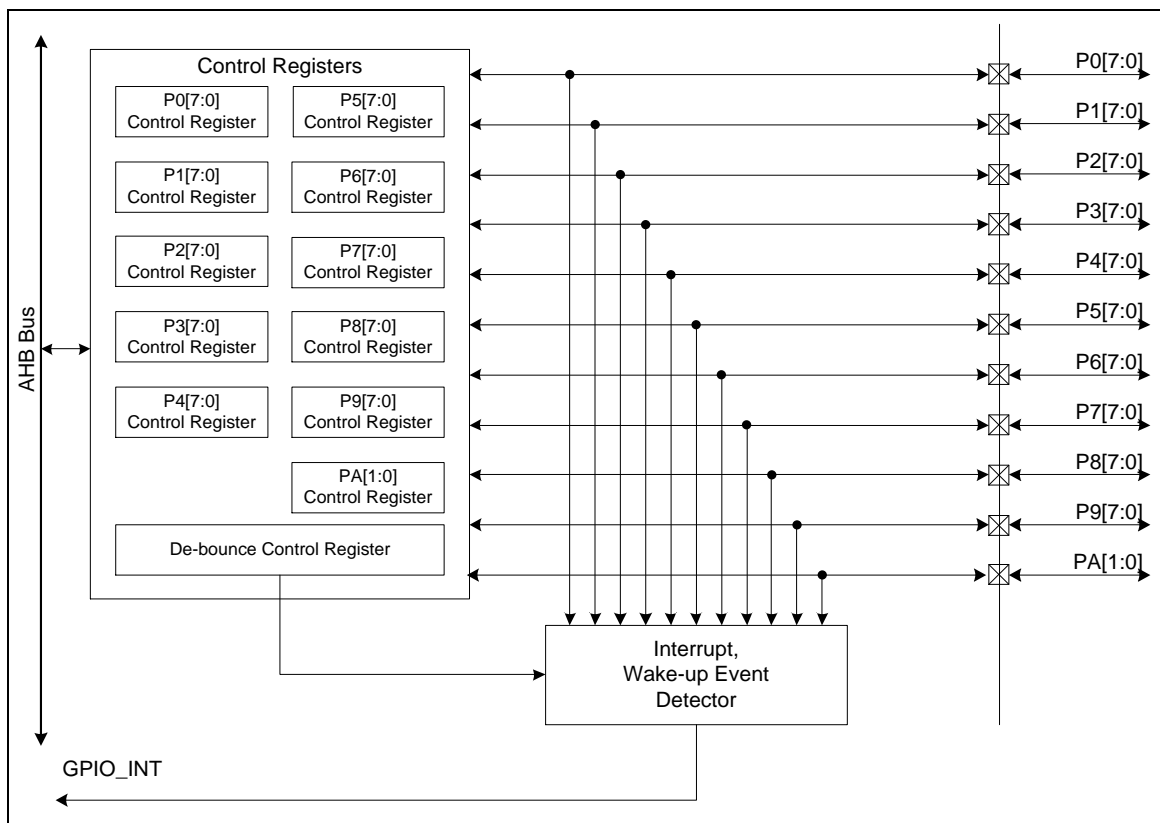 Control Registers
P0[7:0]
Control Register
P5[7:0]
Control Register
P1[7:0]
Control Register
P6[7:0]
Control Register
P2[7:0]
Control Register
P7[7:0]
Control Register
P3[7:0]
Control Register
P8[7:0]
Control Register
P4[7:0]
Control Register
P9[7:0]
Control Register
PA[1:0]
Control Register
De-bounce Control Register
AHB Bus
P0[7:0]
P1[7:0]
P2[7:0]
P3[7:0]
P4[7:0]
P5[7:0]
P6[7:0]
P7[7:0]
P8[7:0]
P9[7:0]
PA[1:0]
Interrupt,
Wake-up Event
Detector
GPIO_INT